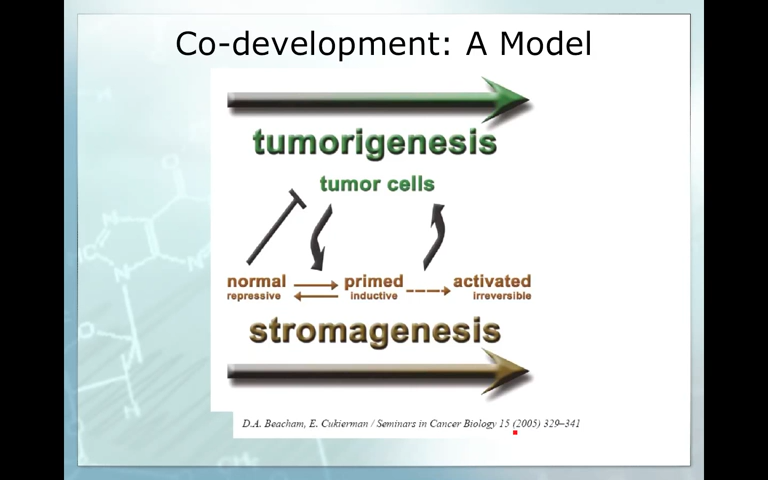 Co-development: A Model
tumorigenesis
tumor cells
normal primed activated
repressive inductive irreversible
stromagenesis
D.A. Beacham, E. Cukierman / Seminars in Cancer Biology 15 (2005) 329–341